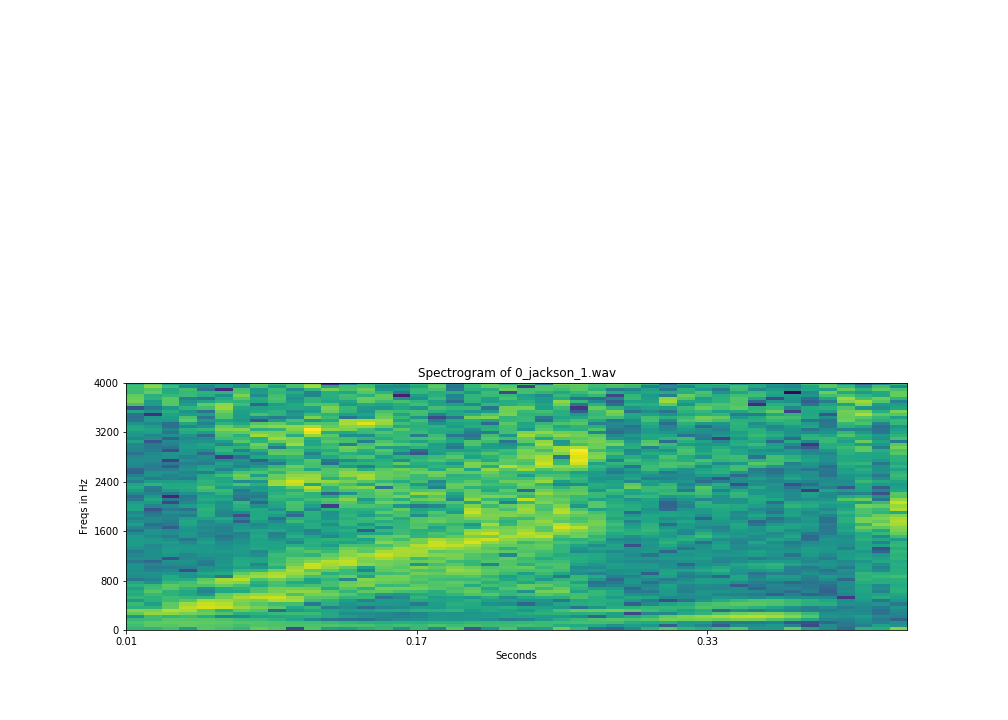 Spectrogram of 0_jackson_1.wav
4000
3200
2400
1600
800
0
Freqs in Hz
0.01 0.17 0.33
Seconds